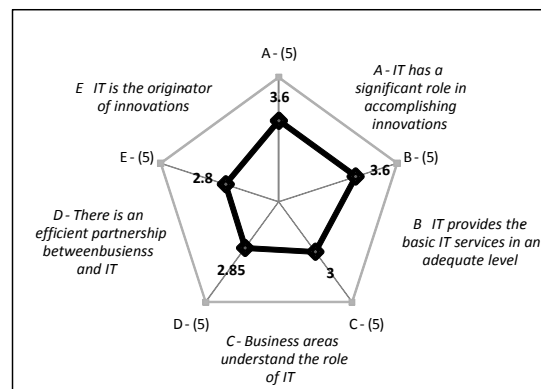 A - (5)
3.6
A - IT has a
significant role in
accomplishing
innovations
E IT is the originator
of innovations
E - (5)
2.8
3.6
B - (5)
B IT provides the
basic IT services in an
adequate level
D - There is an
efficient partnership
betweenbusienss
and IT
2.85
3
D - (5)
C - (5)
C - Business areas
understand the role
of IT